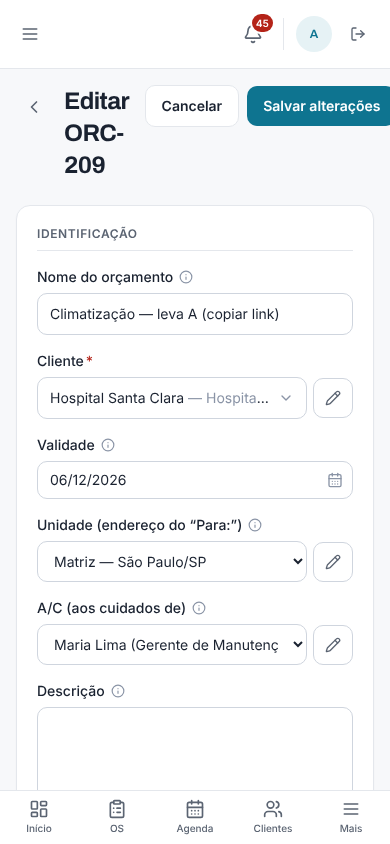 45
A
Editar
ORC-
209
Cancelar
Salvar alterações
IDENTIFICAÇÃO
Nome do orçamento
Climatização — leva A (copiar link)
Cliente*
Hospital Santa Clara — Hospita...
Validade
06/12/2026
Unidade (endereço do “Para:”)
Matriz — São Paulo/SP
A/C (aos cuidados de)
Maria Lima (Gerente de Manutenç
Descrição
Início
OS
Agenda
Clientes
Mais